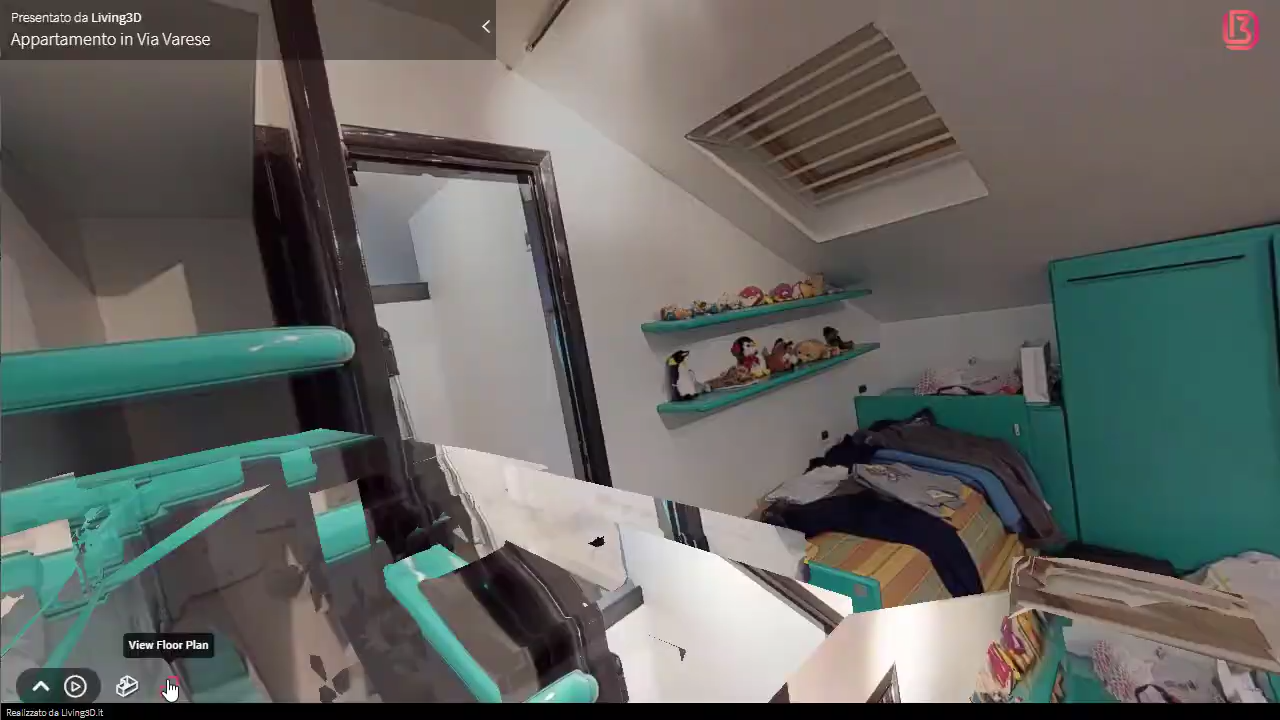 Presentato da Living3D
Appartamento in Via Varese
View Floor Plan
Realizzato da Living3D.it